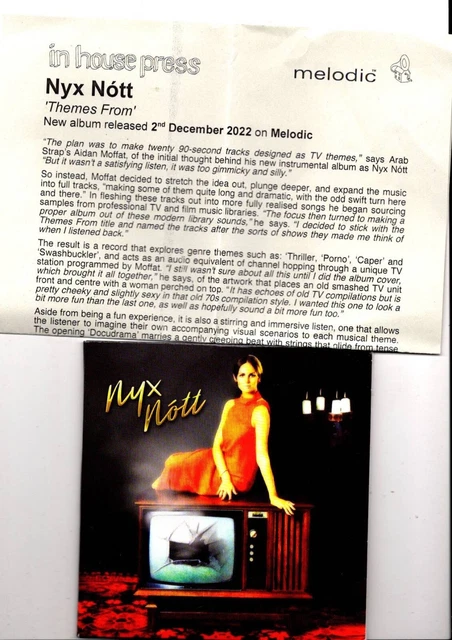 in house press
melodic™
Nyx Nótt
'Themes From'
New album released 2nd December 2022 on Melodic
"The plan was to make twenty 90-second tracks designed as TV themes," says Arab
Strap's Aidan Moffat, of the initial thought behind his new instrumental album as Nyx Nótt
"But it wasn't a satisfying listen, it was too gimmicky and silly."
So instead, Moffat decided to stretch the idea out, plunge deeper, and expand the music
into full tracks, "making some of them quite long and dramatic, with the odd swift turn here
and there." In fleshing these tracks out into more fully realised songs he began sourcing
samples from professional TV and film music libraries. "The focus then turned to making a
proper album out of these modern library sounds," he says. "I decided to stick with the
Themes From title and named the tracks after the sorts of shows they made me think of
when I listened back."
The result is a record that explores genre themes such as: 'Thriller, 'Porno', 'Caper' and
'Swashbuckler', and acts as an audio equivalent of channel hopping through a unique TV
station programmed by Moffat. "I still wasn't sure about all this until I did the album cover,
which brought it all together," he says, of the artwork that places an old smashed TV unit
front and centre with a woman perched on top. "It has echoes of old TV compilations but is
pretty cheeky and slightly sexy in that old 70s compilation style. I wanted this one to look a
bit more fun than the last one, as well as hopefully sound a bit more fun too."
Aside from being a fun experience, it is also a stirring and immersive listen, one that allows
the listener to imagine their own accompanying visual scenarios to each musical theme.
The opening 'Docudrama' marries a gently creeping beat with strings that glide from tense
Nyx
Nótt